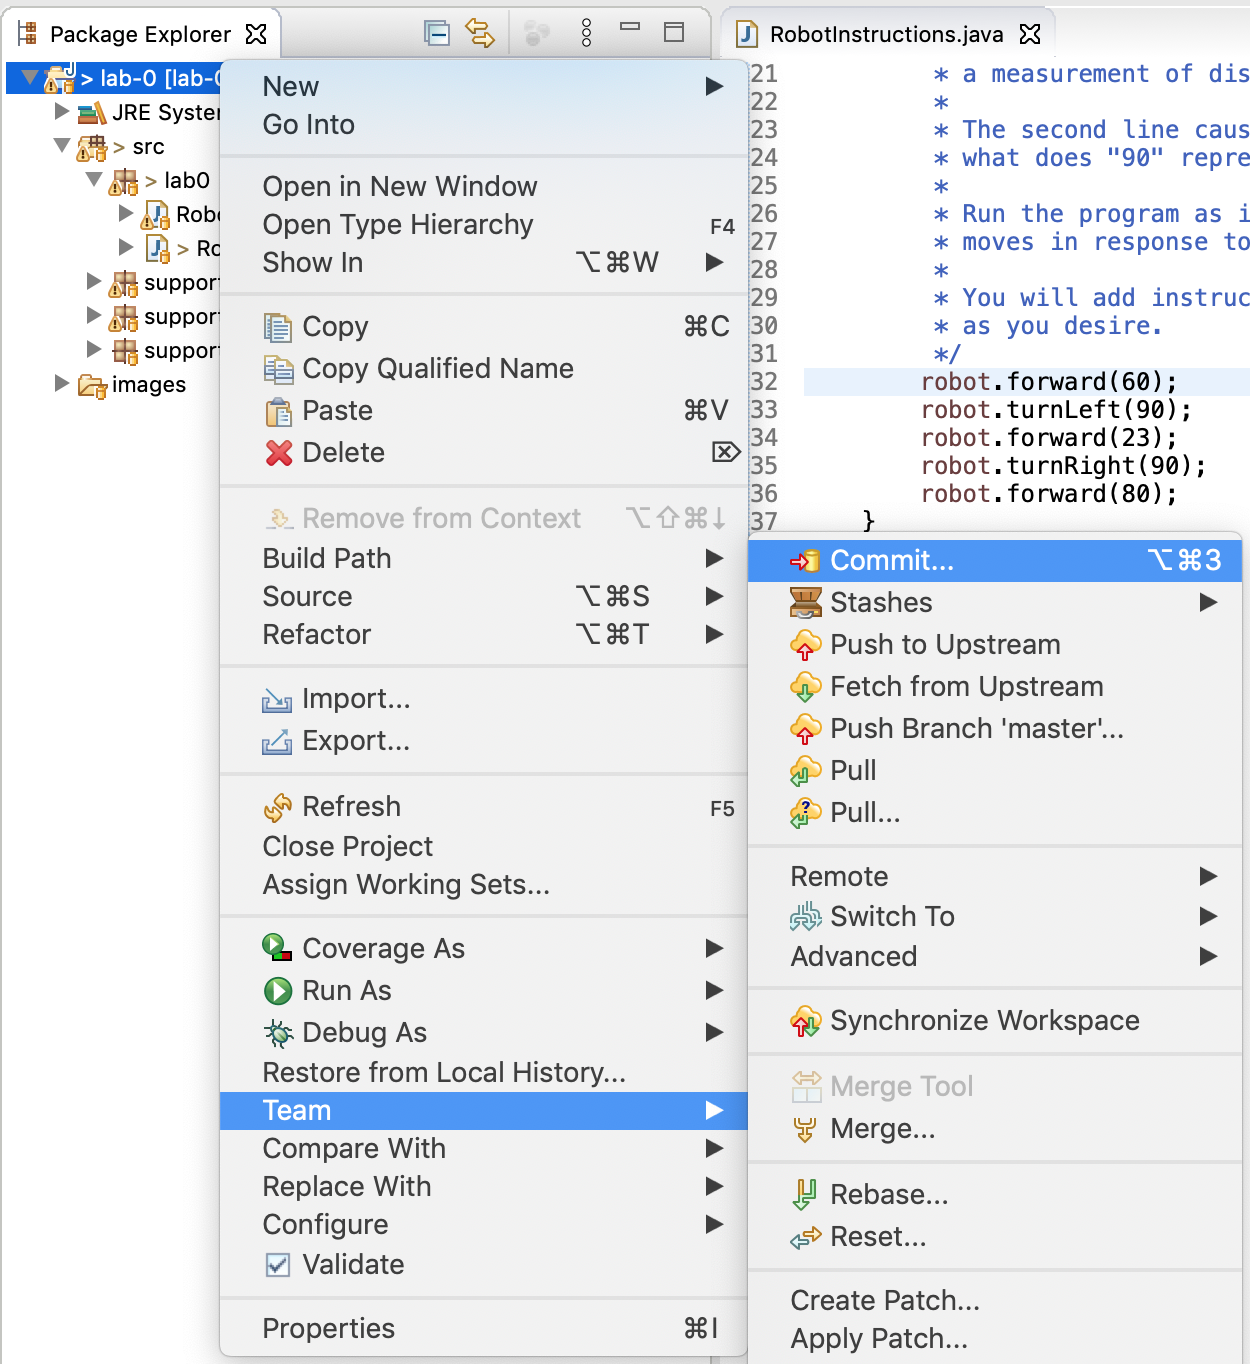 Package Explorer
> lab-0 [lab-0
JRE System
> src
> lab0
Robo
> Ro
support
support
support
images
New
Go Into
Open in New Window
Open Type Hierarchy F4
Show In ⌥⌘W
Copy ⌘C
Copy Qualified Name
Paste ⌘V
Delete ⌦
Remove from Context ⌥⇧⌘↓
Build Path
Source ⌥⌘S
Refactor ⌥⌘T
Import...
Export...
Refresh F5
Close Project
Assign Working Sets...
Coverage As
Run As
Debug As
Restore from Local History...
Team
Compare With
Replace With
Configure
Validate
Properties ⌘I
RobotInstructions.java
21 * a measurement of dis
22 *
23 * The second line caus
24 * what does "90" repre
25 *
26 * Run the program as i
27 * moves in response to
28 *
29 * You will add instruc
30 * as you desire.
31 */
32 robot.forward(60);
33 robot.turnLeft(90);
34 robot.forward(23);
35 robot.turnRight(90);
36 robot.forward(80);
37 }
Commit... ⌥⌘3
Stashes
Push to Upstream
Fetch from Upstream
Push Branch 'master'...
Pull
Pull...
Remote
Switch To
Advanced
Synchronize Workspace
Merge Tool
Merge...
Rebase...
Reset...
Create Patch...
Apply Patch...